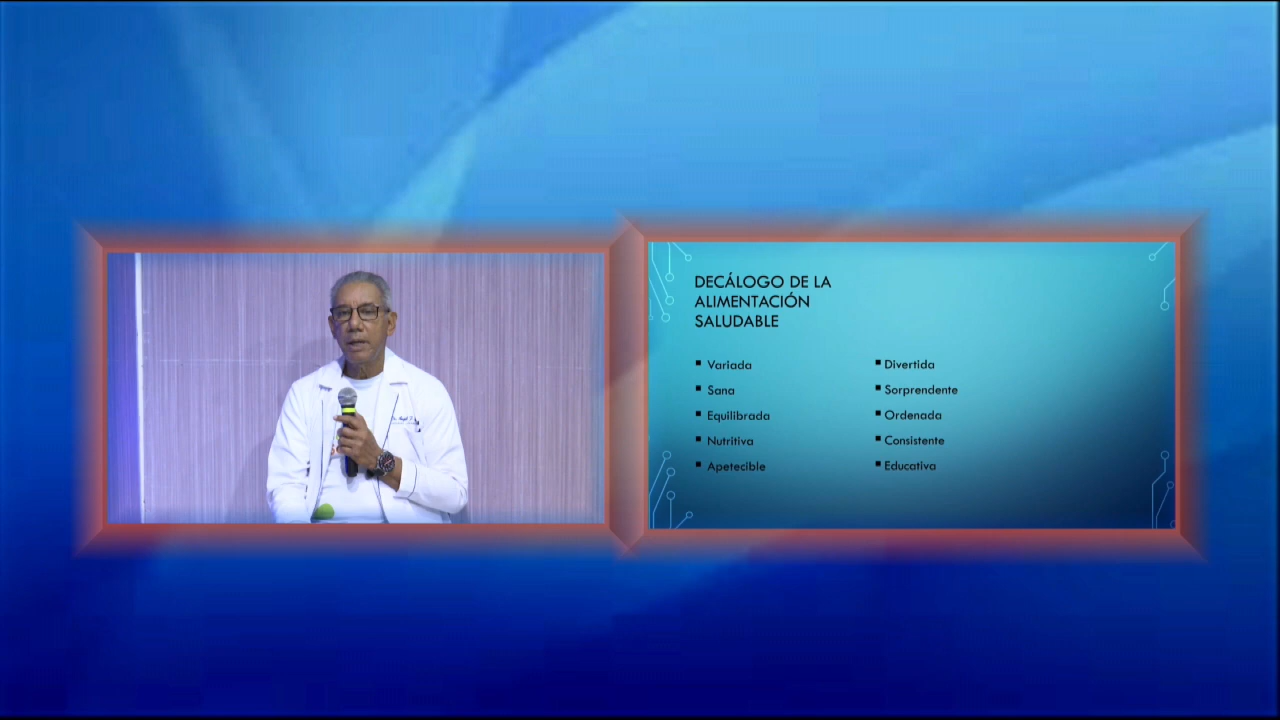 DECÁLOGO DE LA
ALIMENTACIÓN
SALUDABLE
Variada
Sana
Equilibrada
Nutritiva
Apetecible
Divertida
Sorprendente
Ordenada
Consistente
Educativa